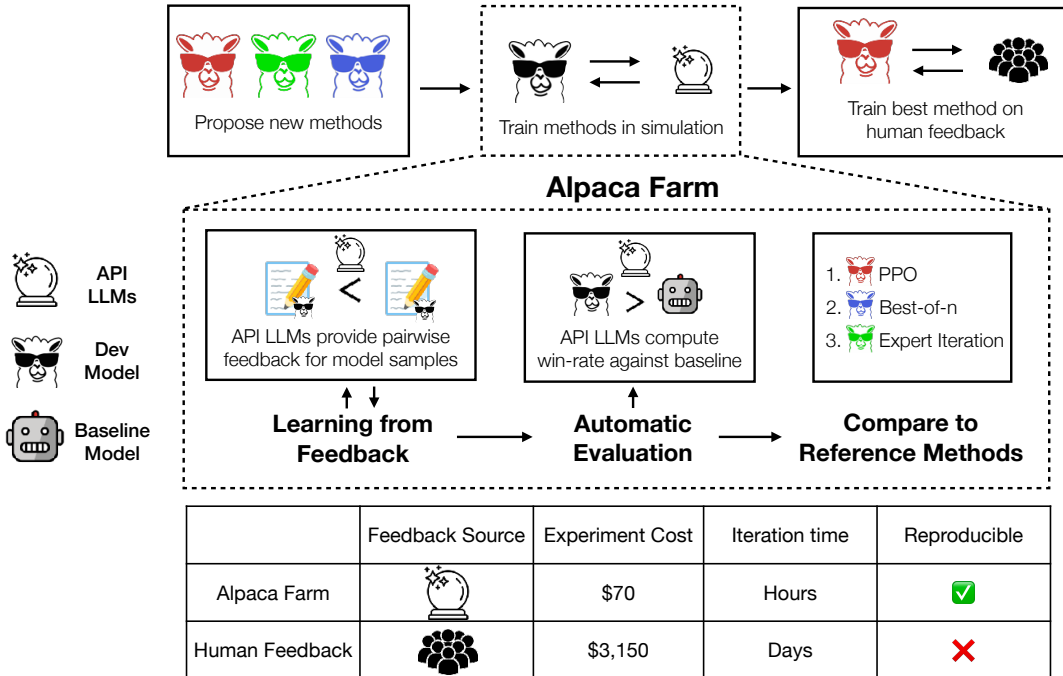 Propose new methods
Train methods in simulation
Train best method on
human feedback
Alpaca Farm
API
LLMs
Dev
Model
Baseline
Model
API LLMs provide pairwise
feedback for model samples
API LLMs compute
win-rate against baseline
1. PPO
2. Best-of-n
3. Expert Iteration
Learning from
Feedback
Automatic
Evaluation
Compare to
Reference Methods
Feedback Source Experiment Cost Iteration time Reproducible
Alpaca Farm $70 Hours
Human Feedback $3,150 Days